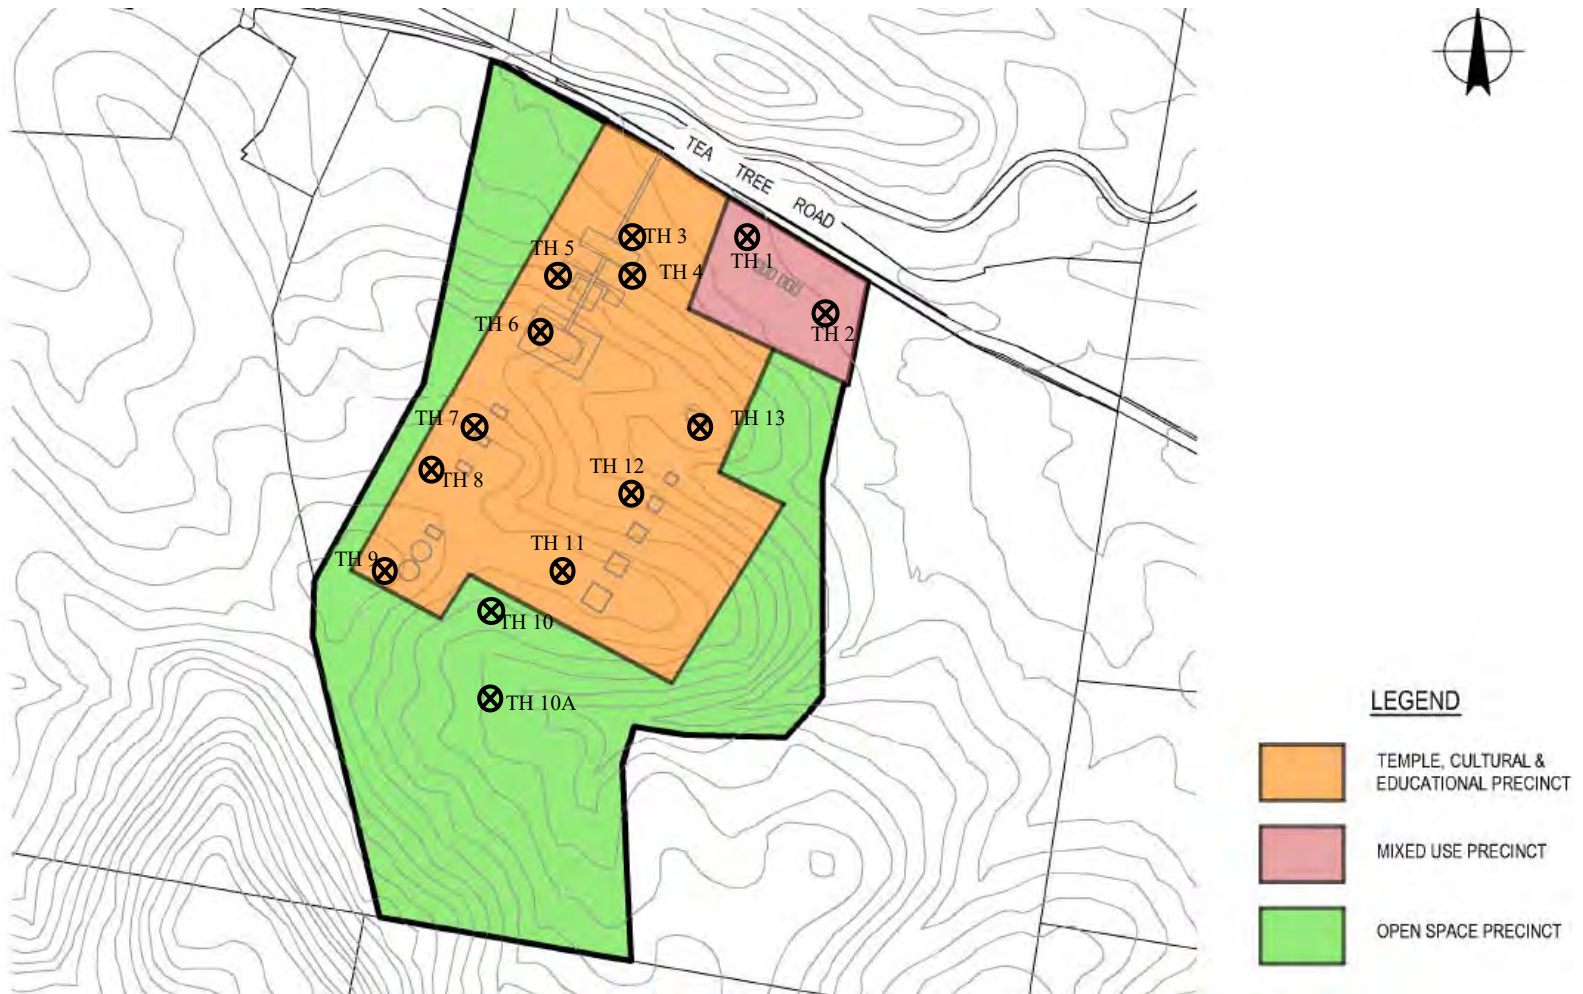 TEA TREE ROAD
TH 3
TH 1
TH 5
TH 4
TH 6
TH 2
TH 7
TH 13
TH 12
TH 8
TH 11
TH 9
TH 10
TH 10A
LEGEND
TEMPLE, CULTURAL &
EDUCATIONAL PRECINCT
MIXED USE PRECINCT
OPEN SPACE PRECINCT